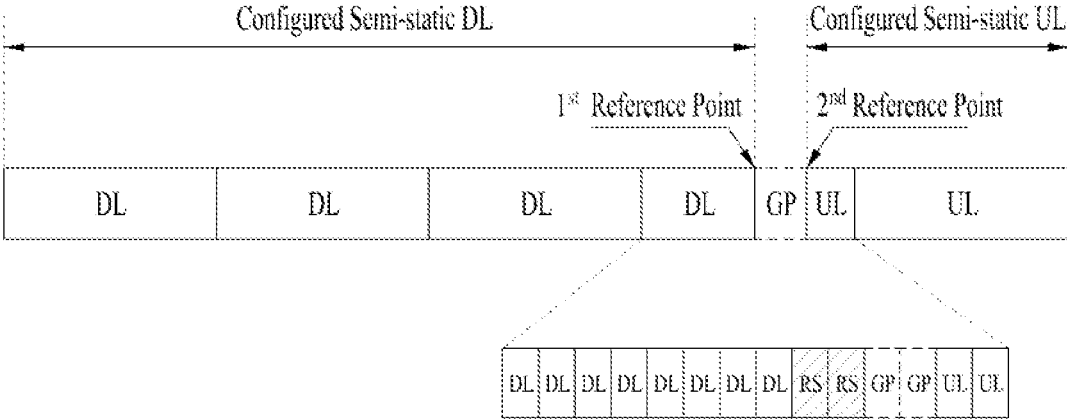 Configured Semi-static DL Configured Semi-static UL
1st Reference Point 2nd Reference Point
DL DL DL DL GP UL UL
DL DL DL DL DL DL DL DL RS RS GP GP UL UL